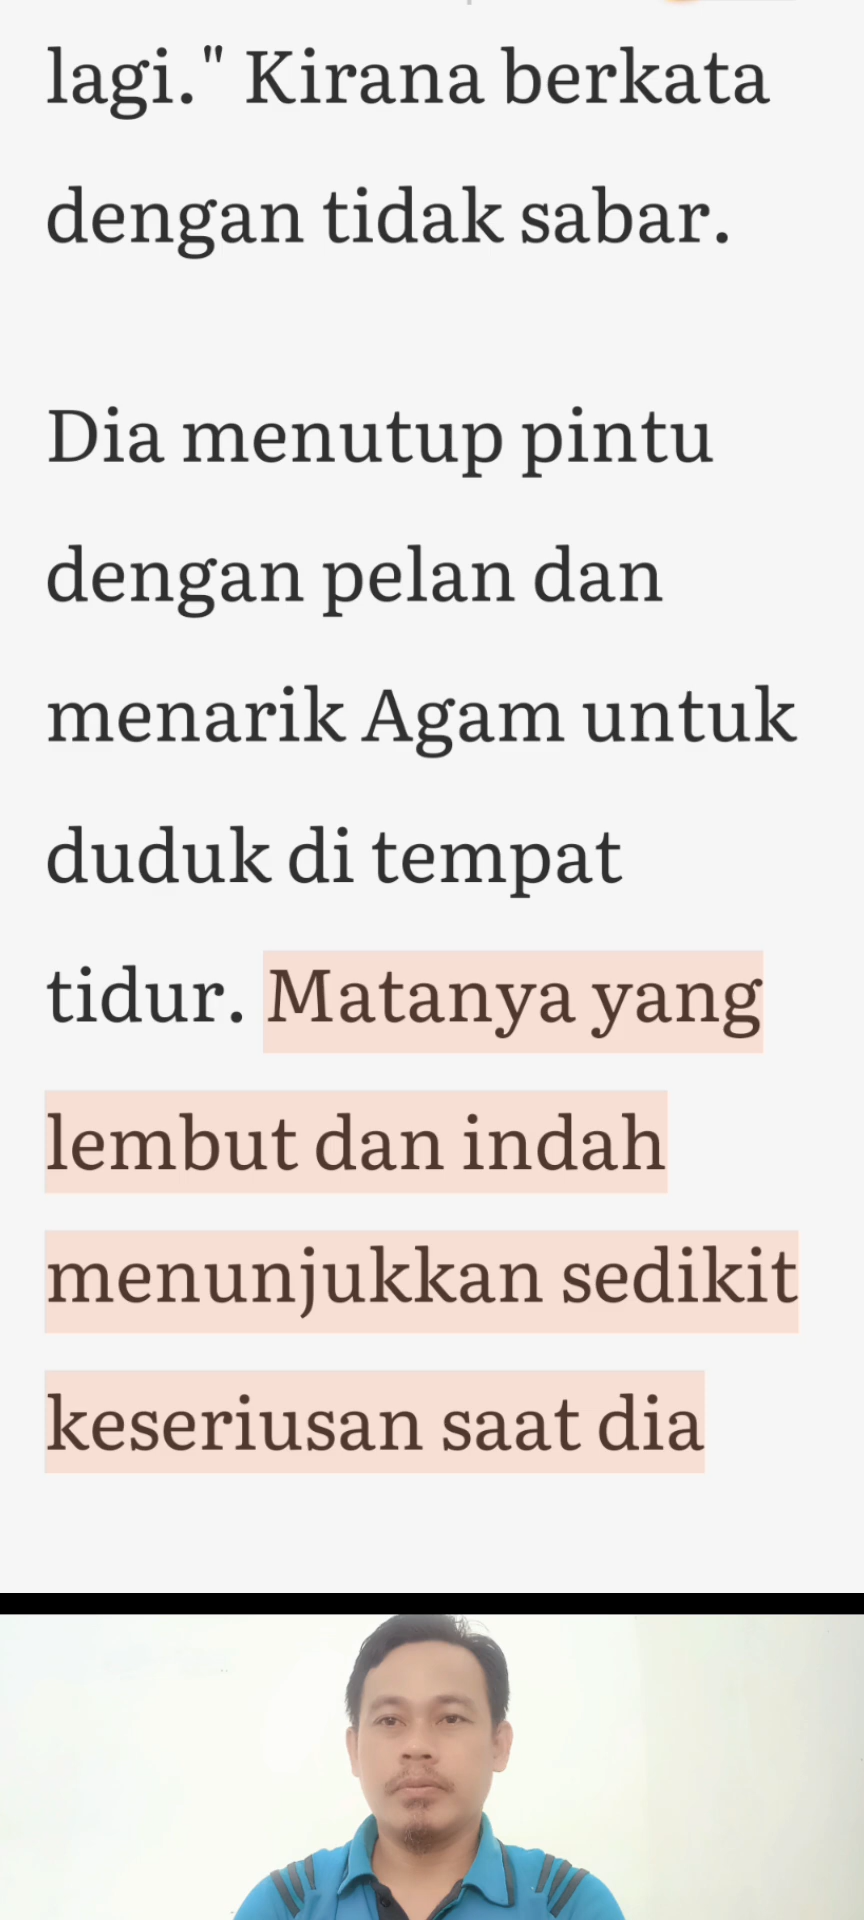 lagi." Kirana berkata
dengan tidak sabar.
Dia menutup pintu
dengan pelan dan
menarik Agam untuk
duduk di tempat
tidur. Matanya yang
lembut dan indah
menunjukkan sedikit
keseriusan saat dia